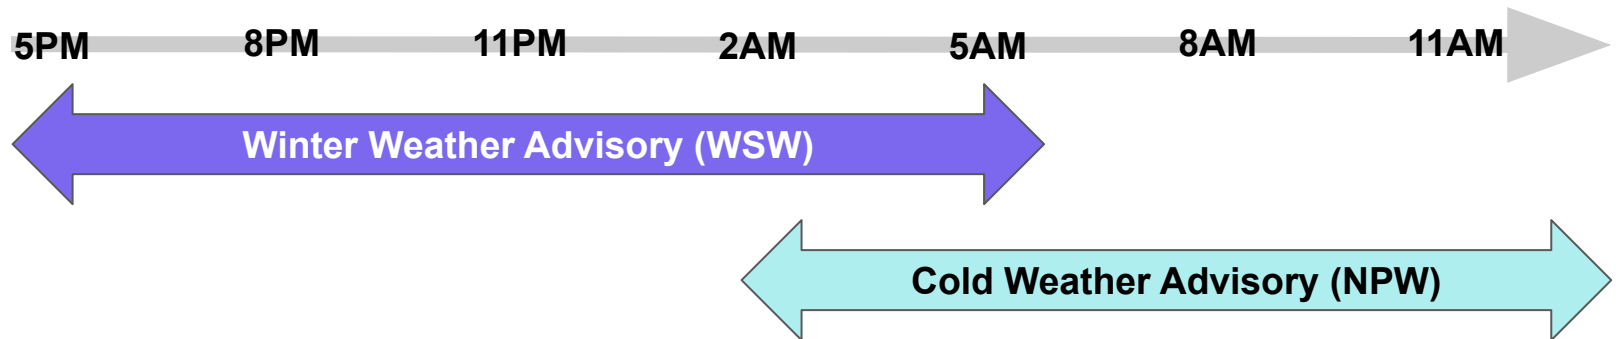 5PM 8PM 11PM 2AM 5AM 8AM 11AM
Winter Weather Advisory (WSW)
Cold Weather Advisory (NPW)